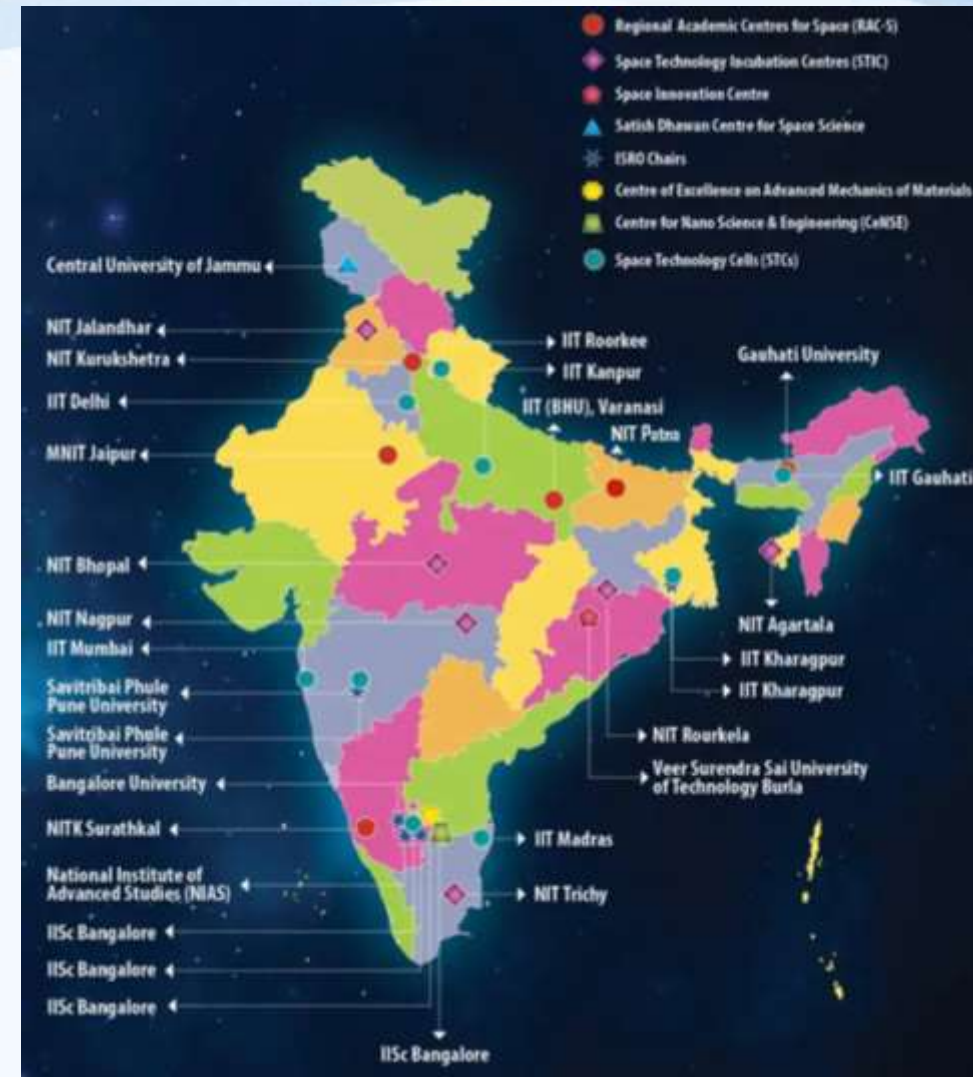 Regional Academic Centres for Space (RAC-S)
Space Technology Incubation Centres (STIC)
Space Innovation Centre
Satish Dhawan Centre for Space Science
ISRO Chairs
Centre of Excellence on Advanced Mechanics of Materials
Centre for Nano Science & Engineering (CeNSE)
Space Technology Cells (STCs)
Central University of Jammu
NIT Jalandhar
NIT Kurukshetra
IIT Delhi
MNIT Jaipur
NIT Bhopal
NIT Nagpur
IIT Mumbai
Savitribai Phule
Pune University
Savitribai Phule
Pune University
Bangalore University
NITK Surathkal
National Institute of
Advanced Studies (NIAS)
IISc Bangalore
IISc Bangalore
IISc Bangalore
IISc Bangalore
IIT Roorkee
IIT Kanpur
IIT (BHU), Varanasi
NIT Patna
Gauhati University
IIT Gauhati
NIT Agartala
IIT Kharagpur
IIT Kharagpur
NIT Rourkela
Veer Surendra Sai University
of Technology Burla
IIT Madras
NIT Trichy